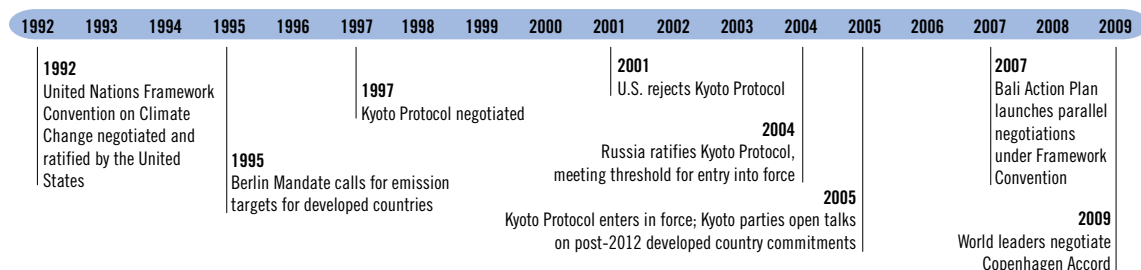 1992 1993 1994 1995 1996 1997 1998 1999 2000 2001 2002 2003 2004 2005 2006 2007 2008 2009
1992
United Nations Framework
Convention on Climate
Change negotiated and
ratified by the United
States
1995
Berlin Mandate calls for emission
targets for developed countries
1997
Kyoto Protocol negotiated
2001
U.S. rejects Kyoto Protocol
2004
Russia ratifies Kyoto Protocol,
meeting threshold for entry into force
2005
Kyoto Protocol enters in force; Kyoto parties open talks
on post-2012 developed country commitments
2007
Bali Action Plan
launches parallel
negotiations
under Framework
Convention
2009
World leaders negotiate
Copenhagen Accord